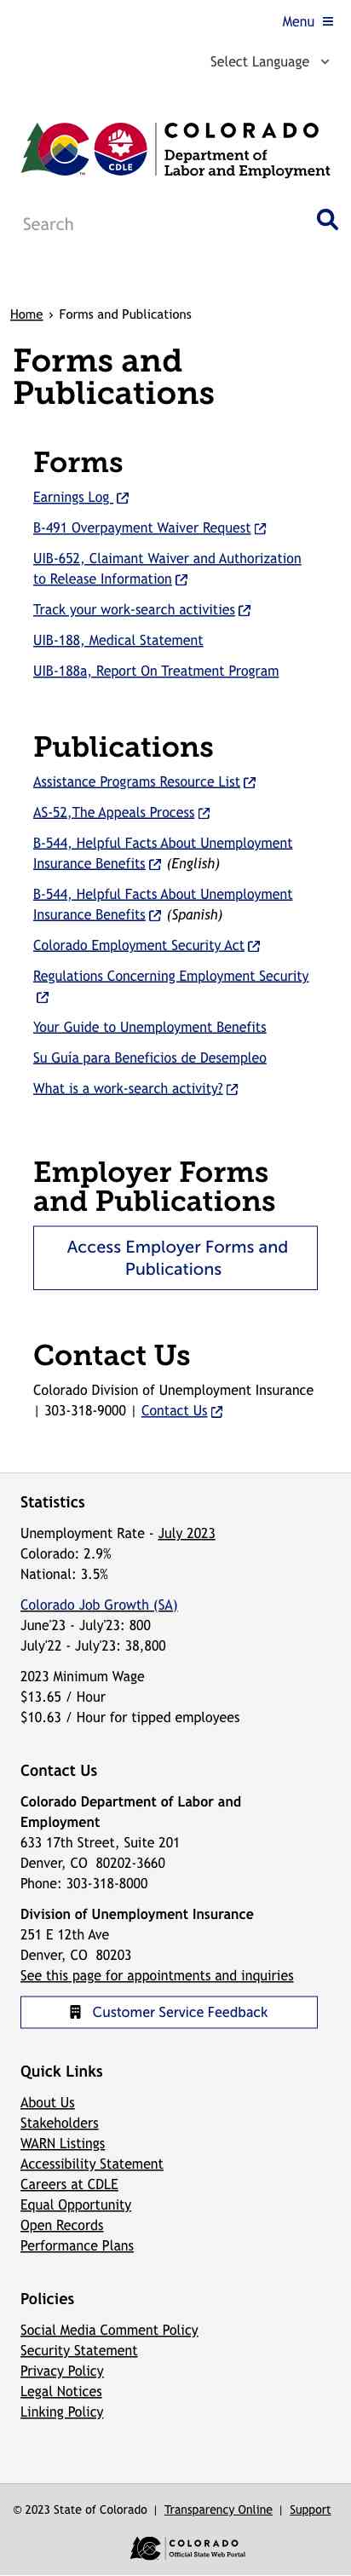 Menu
Select Language
COLORADO
Department of
Labor and Employment
CDLE
TM
Search
Home › Forms and Publications
Forms and
Publications
Forms
Earnings Log
B-491 Overpayment Waiver Request
UIB-652, Claimant Waiver and Authorization
to Release Information
Track your work-search activities
UIB-188, Medical Statement
UIB-188a, Report On Treatment Program
Publications
Assistance Programs Resource List
AS-52,The Appeals Process
B-544, Helpful Facts About Unemployment
Insurance Benefits (English)
B-544, Helpful Facts About Unemployment
Insurance Benefits (Spanish)
Colorado Employment Security Act
Regulations Concerning Employment Security
Your Guide to Unemployment Benefits
Su Guía para Beneficios de Desempleo
What is a work-search activity?
Employer Forms
and Publications
Access Employer Forms and
Publications
Contact Us
Colorado Division of Unemployment Insurance
| 303-318-9000 | Contact Us
Statistics
Unemployment Rate - July 2023
Colorado: 2.9%
National: 3.5%
Colorado Job Growth (SA)
June'23 - July'23: 800
July'22 - July'23: 38,800
2023 Minimum Wage
$13.65 / Hour
$10.63 / Hour for tipped employees
Contact Us
Colorado Department of Labor and
Employment
633 17th Street, Suite 201
Denver, CO 80202-3660
Phone: 303-318-8000
Division of Unemployment Insurance
251 E 12th Ave
Denver, CO 80203
See this page for appointments and inquiries
Customer Service Feedback
Quick Links
About Us
Stakeholders
WARN Listings
Accessibility Statement
Careers at CDLE
Equal Opportunity
Open Records
Performance Plans
Policies
Social Media Comment Policy
Security Statement
Privacy Policy
Legal Notices
Linking Policy
© 2023 State of Colorado | Transparency Online | Support
COLORADO
Official State Web Portal